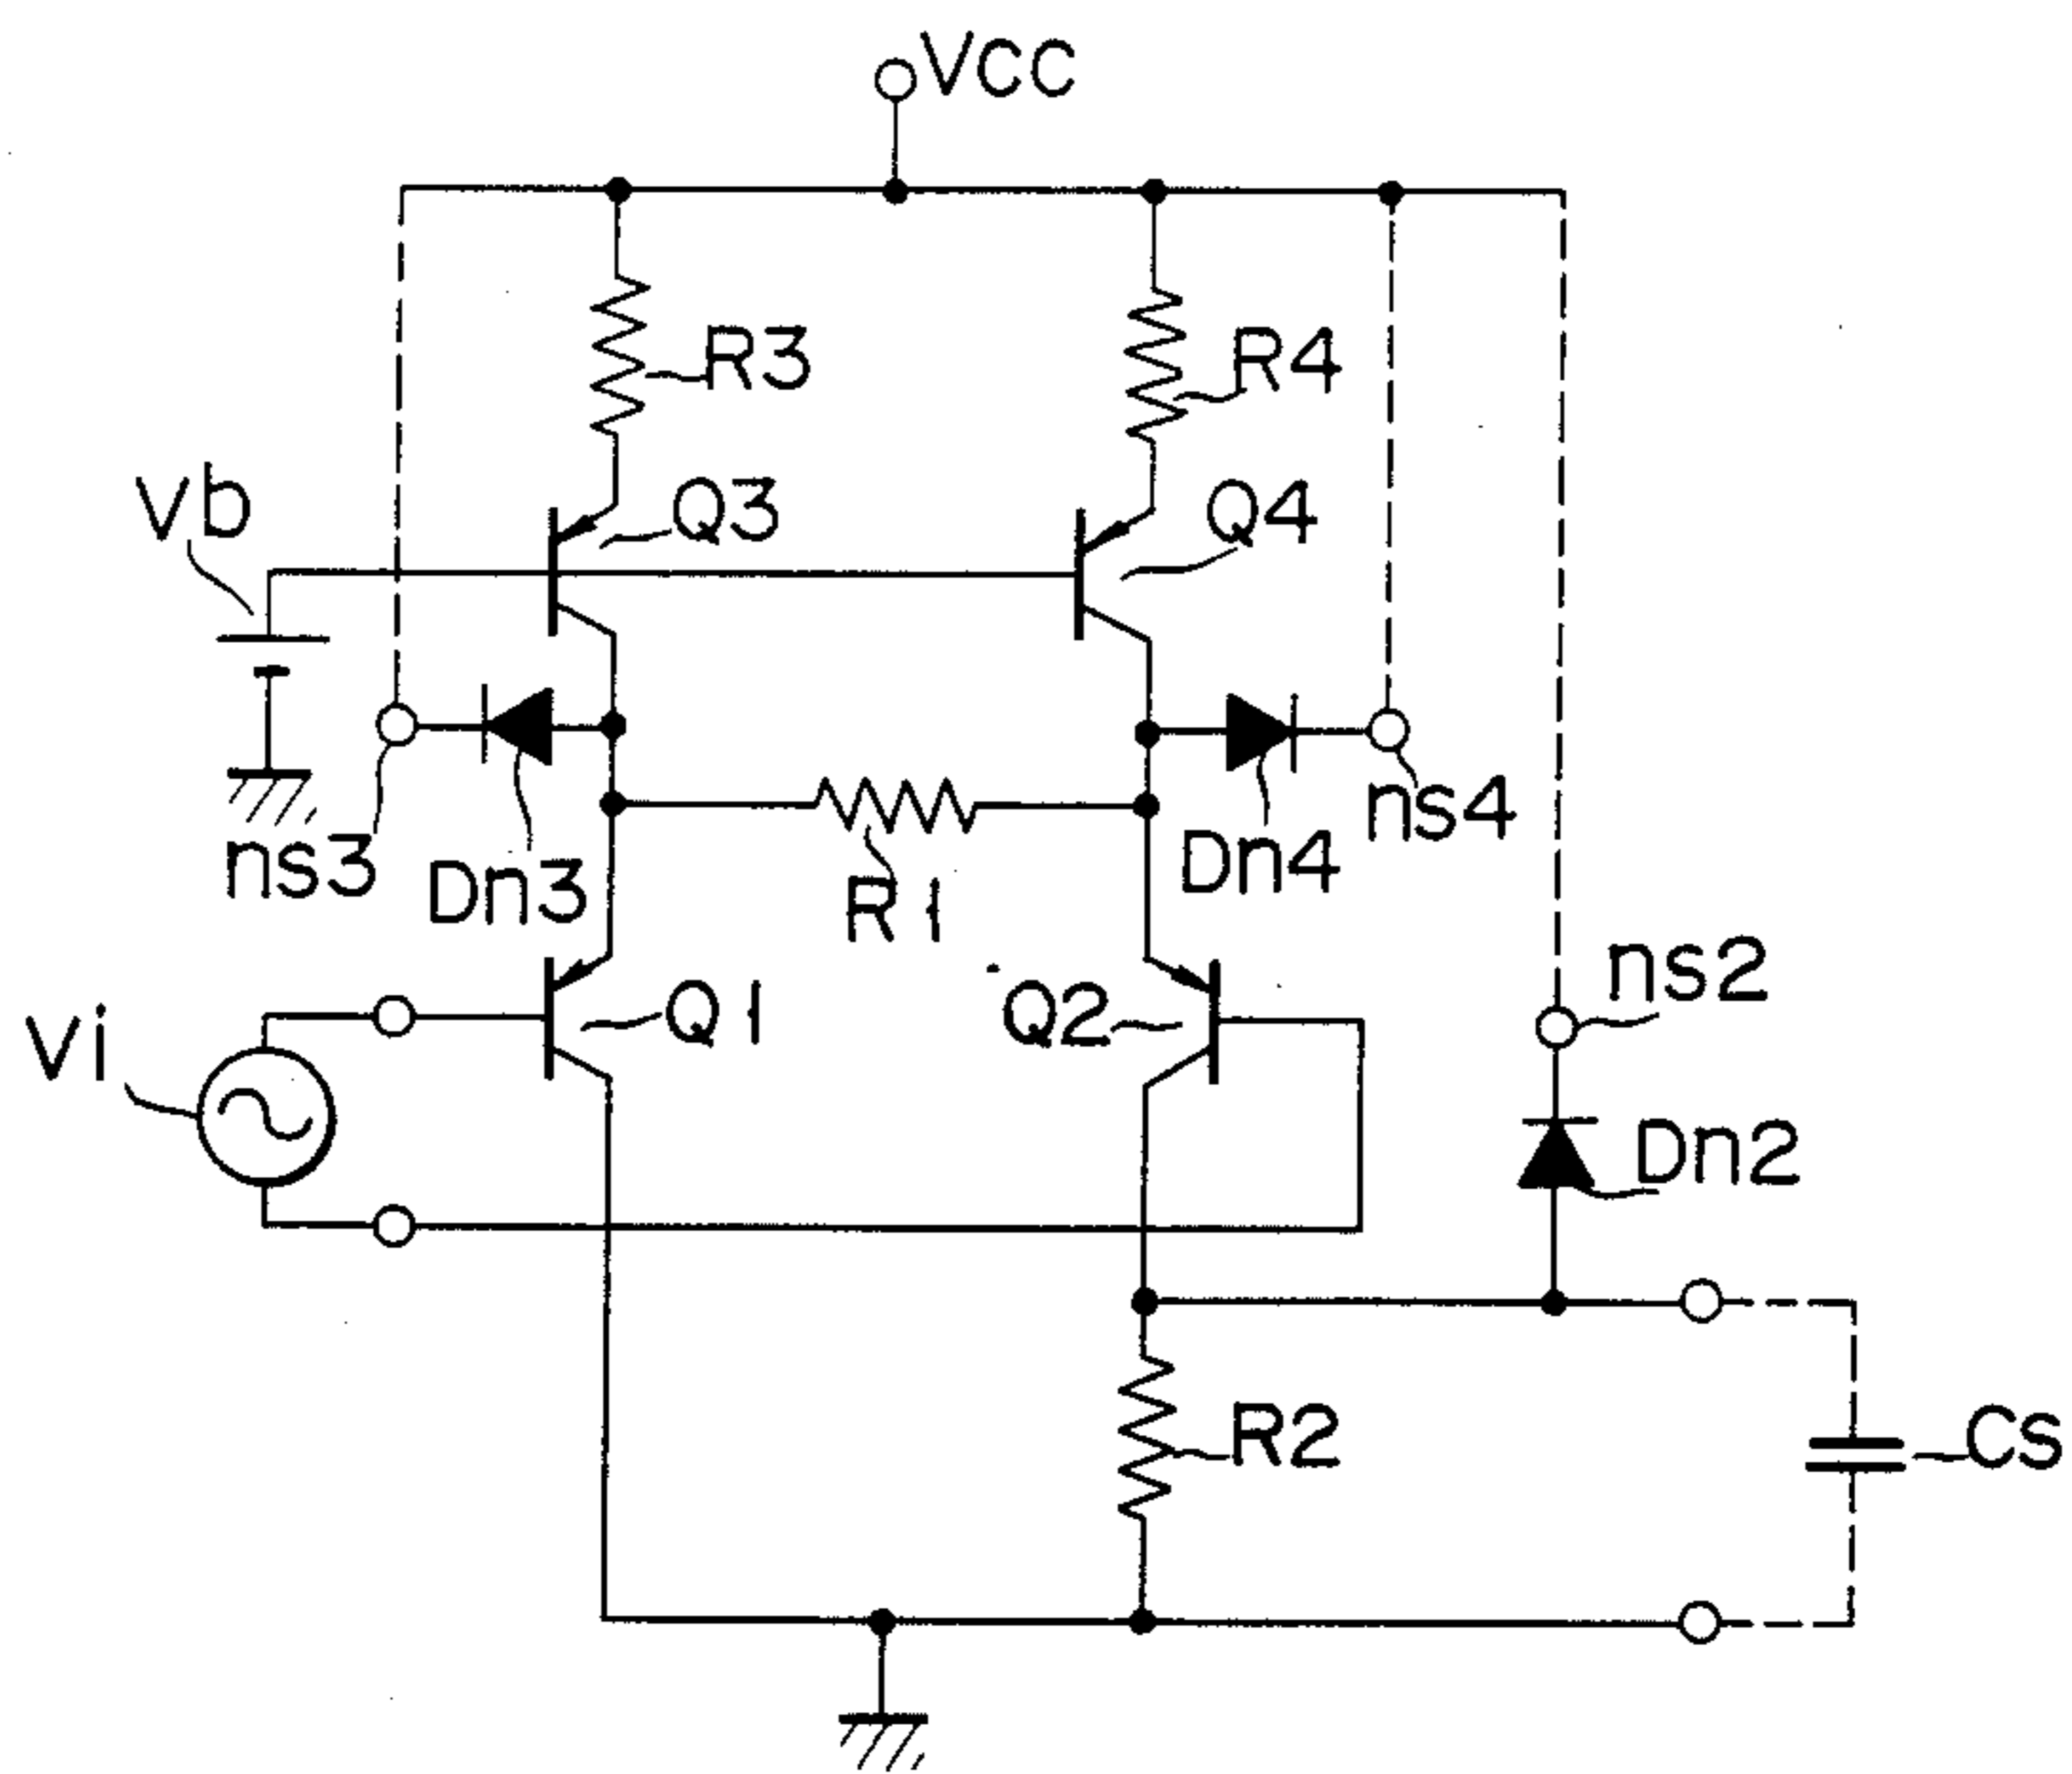 Vcc
R3
R4
Vb
Q3
Q4
ns3
Dn3
R1
Dn4
ns4
Vi
Q1
Q2
ns2
Dn2
R2
Cs